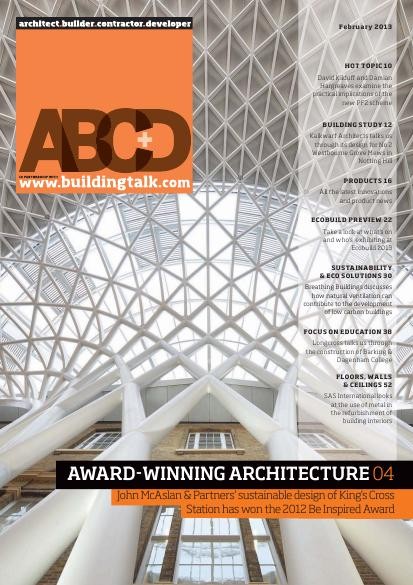 architect.builder.contractor.developer
ABC+D
IN PARTNERSHIP WITH
www.buildingtalk.com
February 2013
HOT TOPIC 10
David Kilduff and Damian
Hargreaves examine the
practical implications of the
new PF2 scheme
BUILDING STUDY 12
Kalkwarf Architects talks us
through its design for No 2
Westbourne Grove Mews in
Notting Hill
PRODUCTS 16
All the latest innovations
and product news
ECOBUILD PREVIEW 22
Take a look at what's on
and who's exhibiting at
Ecobuild 2013
SUSTAINABILITY
& ECO SOLUTIONS 30
Breathing Buildings discusses
how natural ventilation can
contribute to the development
of low carbon buildings
FOCUS ON EDUCATION 38
Longcross talks us through
the construction of Barking &
Dagenham College
FLOORS, WALLS
& CEILINGS 52
SAS International looks
at the use of metal in
the refurbishment of
building interiors
AWARD-WINNING ARCHITECTURE 04
John McAslan & Partners' sustainable design of King's Cross
Station has won the 2012 Be Inspired Award